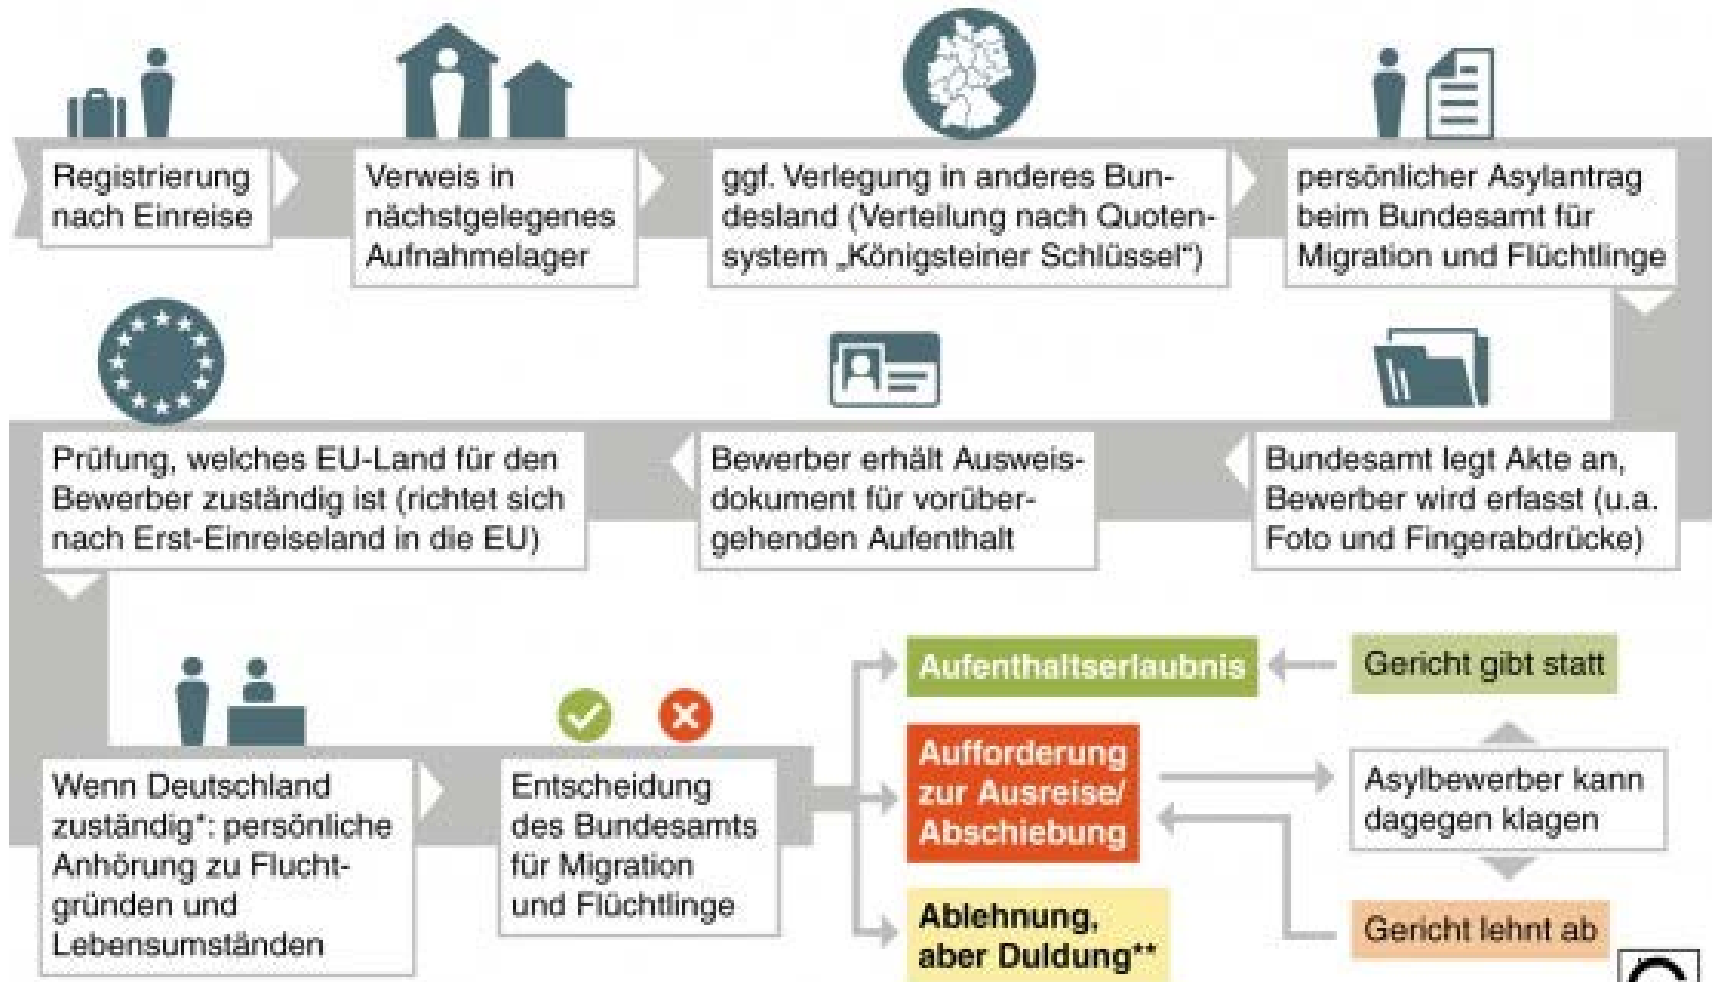 Registrierung
nach Einreise
Verweis in
nächstgelegenes
Aufnahmelager
ggf. Verlegung in anderes Bun-
desland (Verteilung nach Quoten-
system „Königsteiner Schlüssel“)
persönlicher Asylantrag
beim Bundesamt für
Migration und Flüchtlinge
Bundesamt legt Akte an,
Bewerber wird erfasst (u.a.
Foto und Fingerabdrücke)
Bewerber erhält Ausweis-
dokument für vorüber-
gehenden Aufenthalt
Prüfung, welches EU-Land für den
Bewerber zuständig ist (richtet sich
nach Erst-Einreiseland in die EU)
Wenn Deutschland
zuständig*: persönliche
Anhörung zu Flucht-
gründen und
Lebensumständen
Entscheidung
des Bundesamts
für Migration
und Flüchtlinge
Aufenthaltserlaubnis
Aufforderung
zur Ausreise/
Abschiebung
Ablehnung,
aber Duldung**
Gericht gibt statt
Asylbewerber kann
dagegen klagen
Gericht lehnt ab